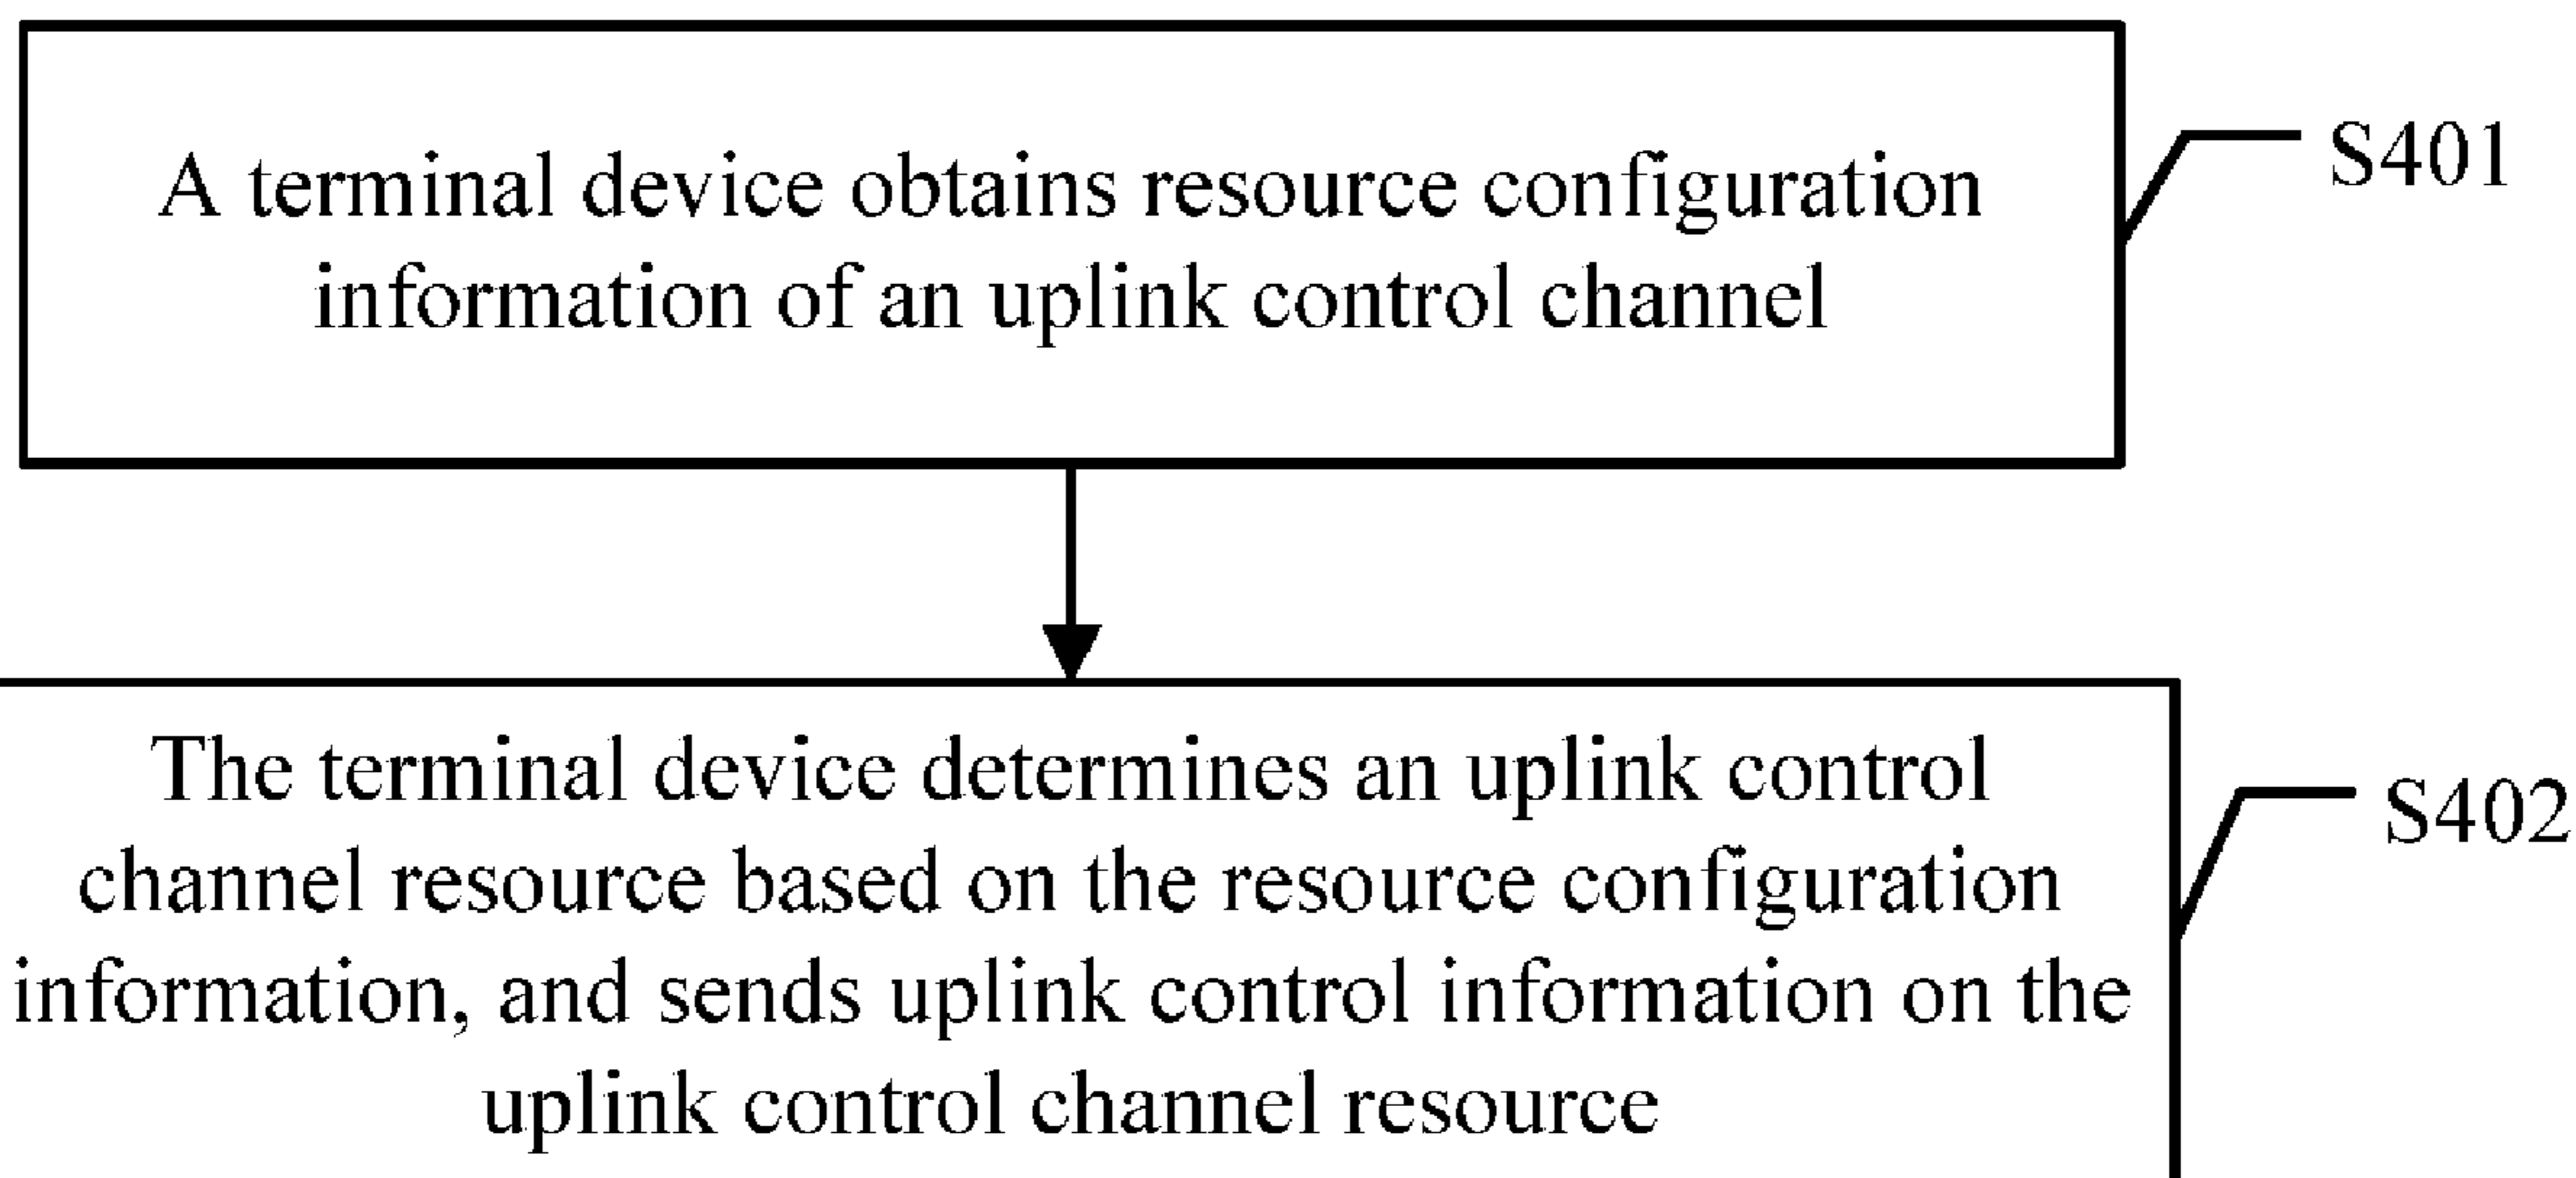 A terminal device obtains resource configuration
information of an uplink control channel
S401
The terminal device determines an uplink control
channel resource based on the resource configuration
information, and sends uplink control information on the
uplink control channel resource
S402